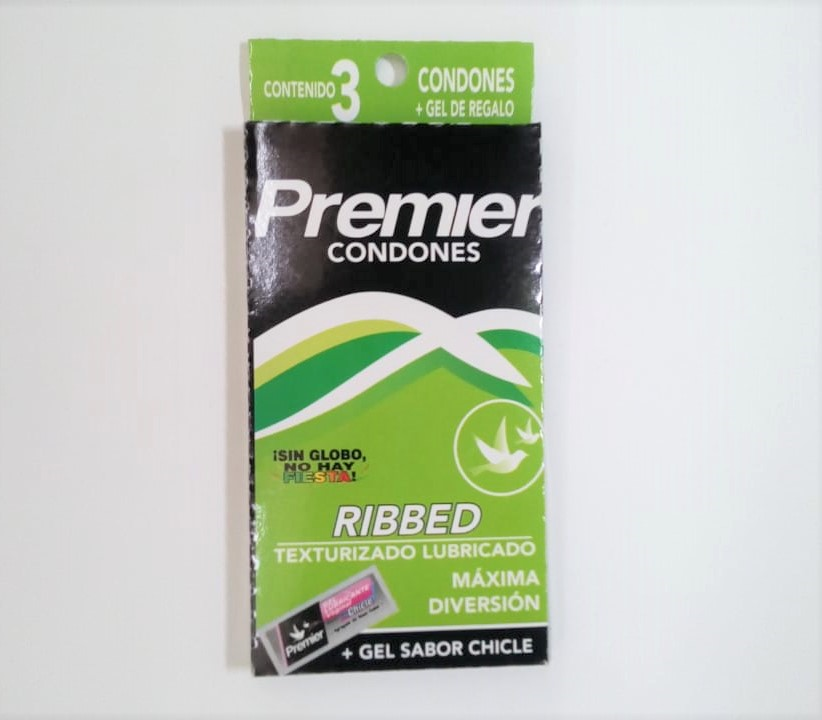 CONTENIDO 3
CONDONES
+ GEL DE REGALO
Premier
CONDONES
¡SIN GLOBO,
NO HAY
FIESTA!
RIBBED
TEXTURIZADO LUBRICADO
MÁXIMA
DIVERSIÓN
LUBRICANTE
Chicle
Premier
+ GEL SABOR CHICLE